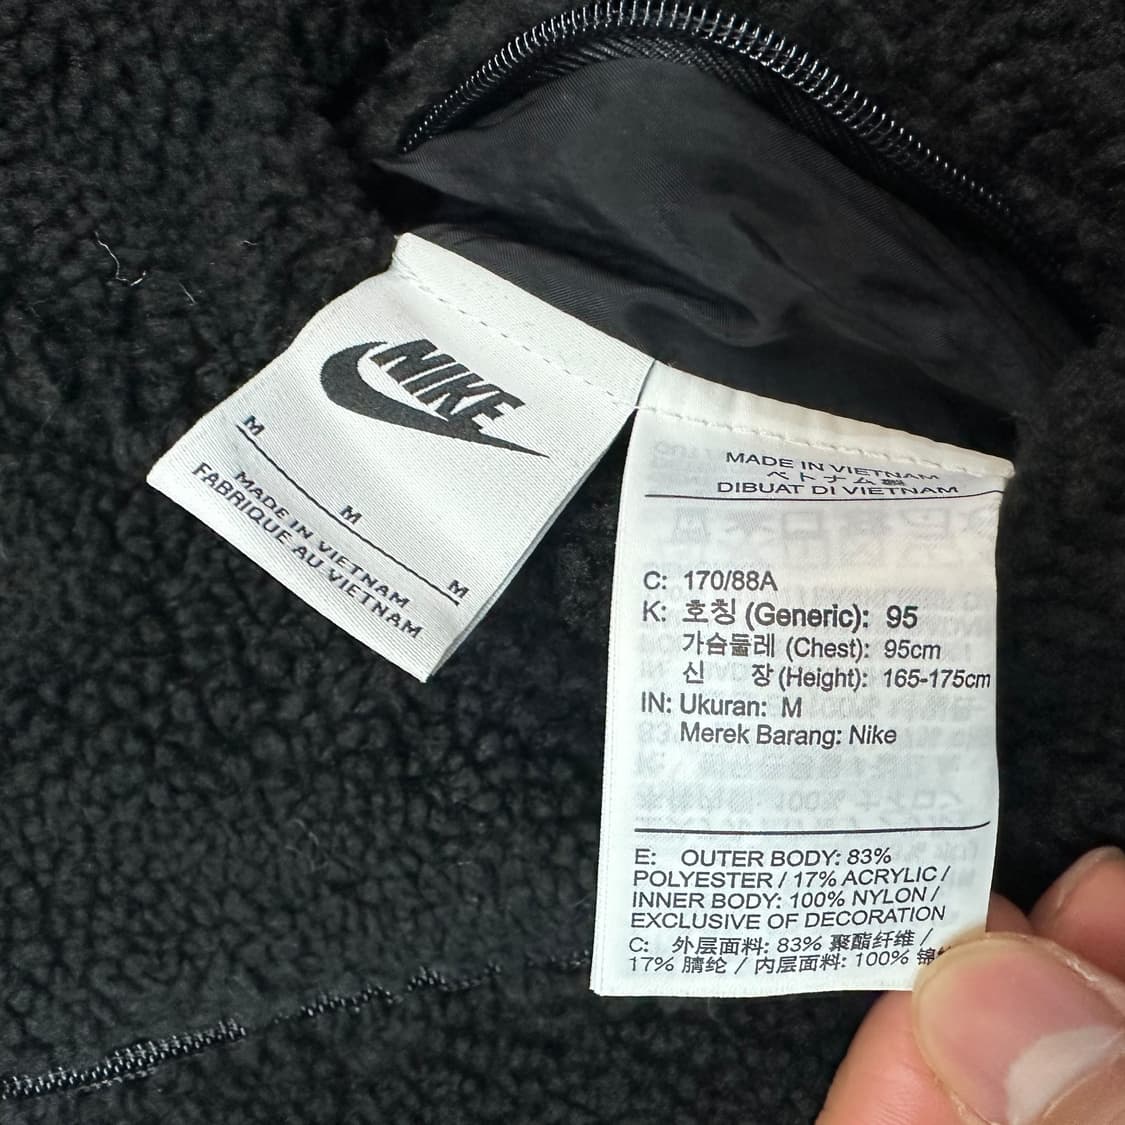 NIKE
M
M
M
MADE IN VIETNAM
FABRIQUE AU VIETNAM
MADE IN VIETNAM
ベトナム製
DIBUAT DI VIETNAM
C: 170/88A
K: 호칭 (Generic): 95
가슴둘레 (Chest): 95cm
신 장 (Height): 165-175cm
IN: Ukuran: M
Merek Barang: Nike
E: OUTER BODY: 83%
POLYESTER / 17% ACRYLIC /
INNER BODY: 100% NYLON /
EXCLUSIVE OF DECORATION
C: 外层面料: 83% 聚酯纤维 /
17% 腈纶 / 内层面料: 100%